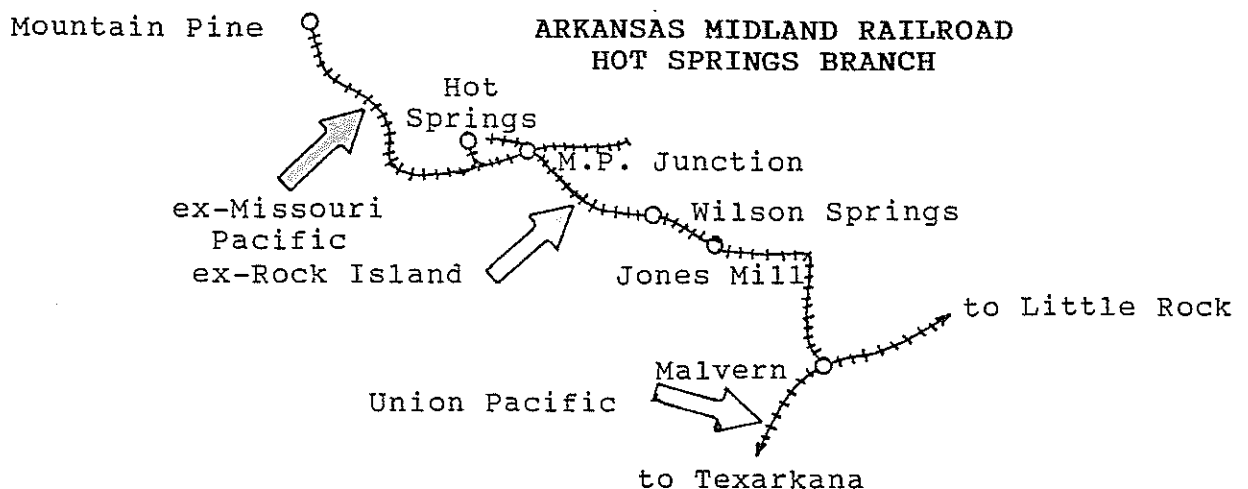 Mountain Pine
ARKANSAS MIDLAND RAILROAD
HOT SPRINGS BRANCH
Hot
Springs
M.P. Junction
ex-Missouri
Pacific
Wilson Springs
ex-Rock Island
Jones Mill
to Little Rock
Malvern
Union Pacific
to Texarkana